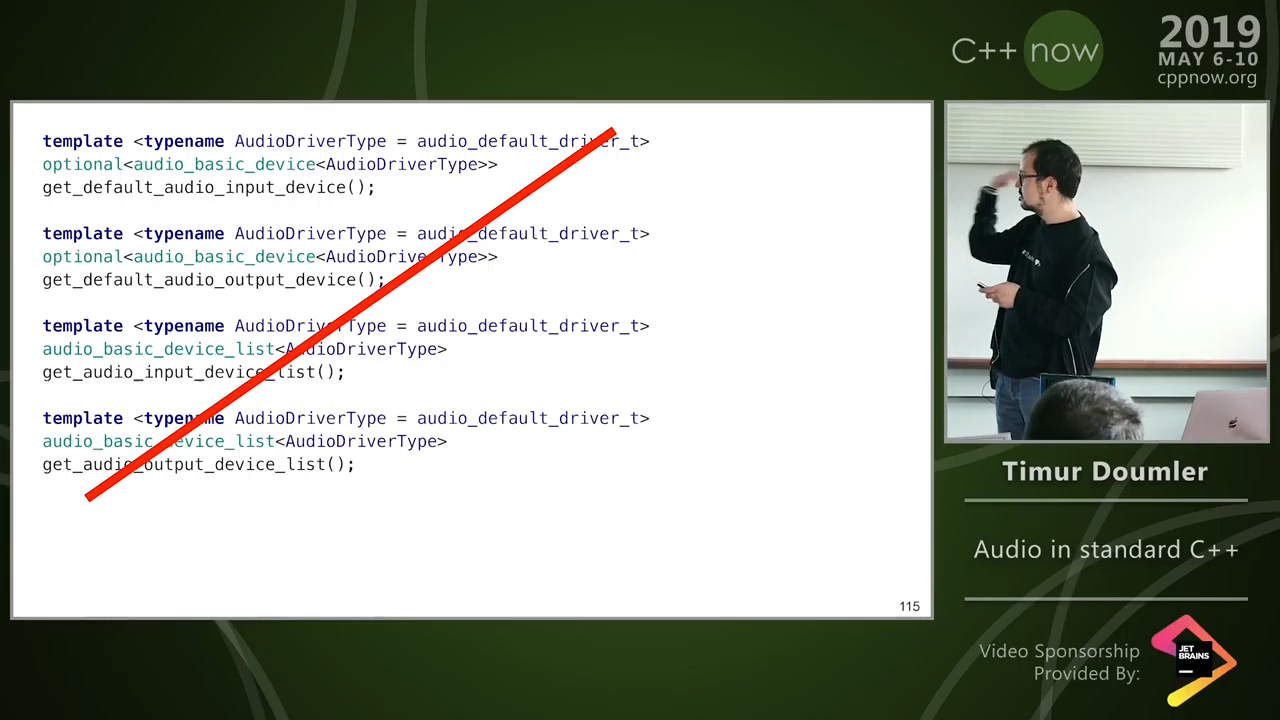 C++ now
2019
MAY 6-10
cppnow.org
template <typename AudioDriverType = audio_default_driver_t>
optional<audio_basic_device<AudioDriverType>>
get_default_audio_input_device();
template <typename AudioDriverType = audio_default_driver_t>
optional<audio_basic_device<AudioDriverType>>
get_default_audio_output_device();
template <typename AudioDriverType = audio_default_driver_t>
audio_basic_device_list<AudioDriverType>
get_audio_input_device_list();
template <typename AudioDriverType = audio_default_driver_t>
audio_basic_device_list<AudioDriverType>
get_audio_output_device_list();
115
Timur Doumler
Audio in standard C++
Video Sponsorship
Provided By:
JET
BRAINS